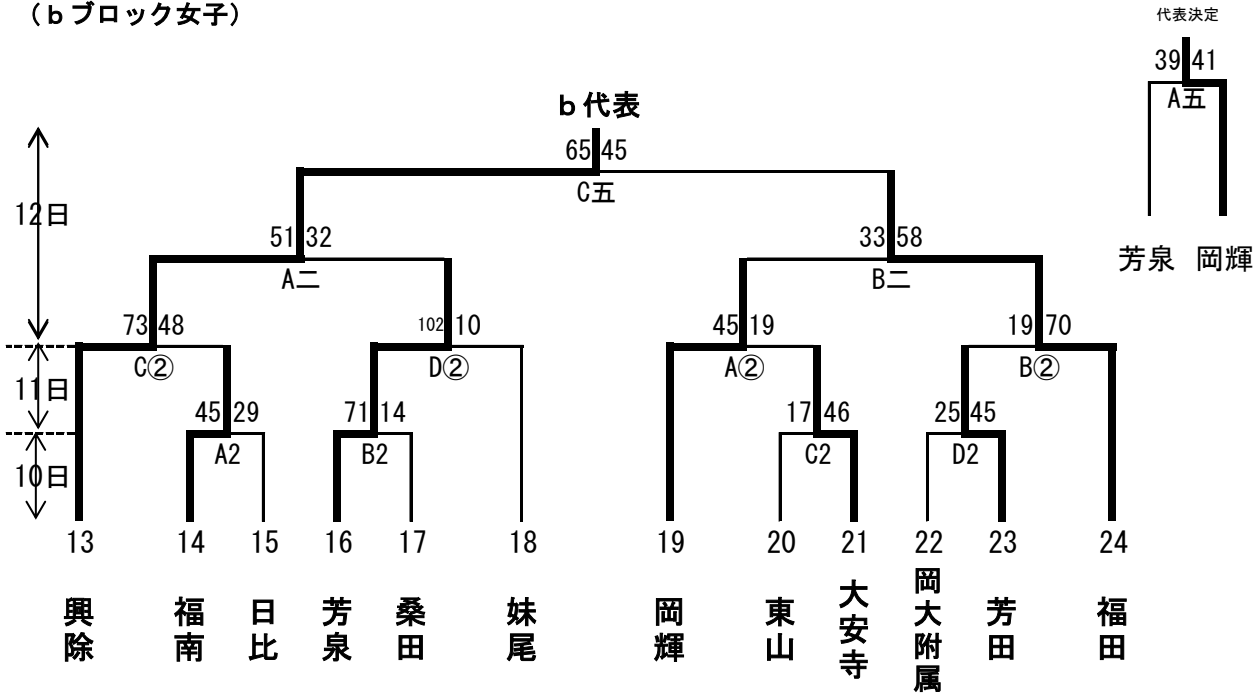 (ｂブロック女子)
代表決定
39 41
A五
芳泉 岡輝
ｂ代表
65 45
C五
12日
51 32
A二
33 58
B二
73 48
C②
102 10
D②
45 19
A②
19 70
B②
11日
45 29
A2
71 14
B2
17 46
C2
25 45
D2
10日
13 14 15 16 17 18 19 20 21 22 23 24
興除
福南
日比
芳泉
桑田
妹尾
岡輝
東山
大安寺
岡大附属
芳田
福田